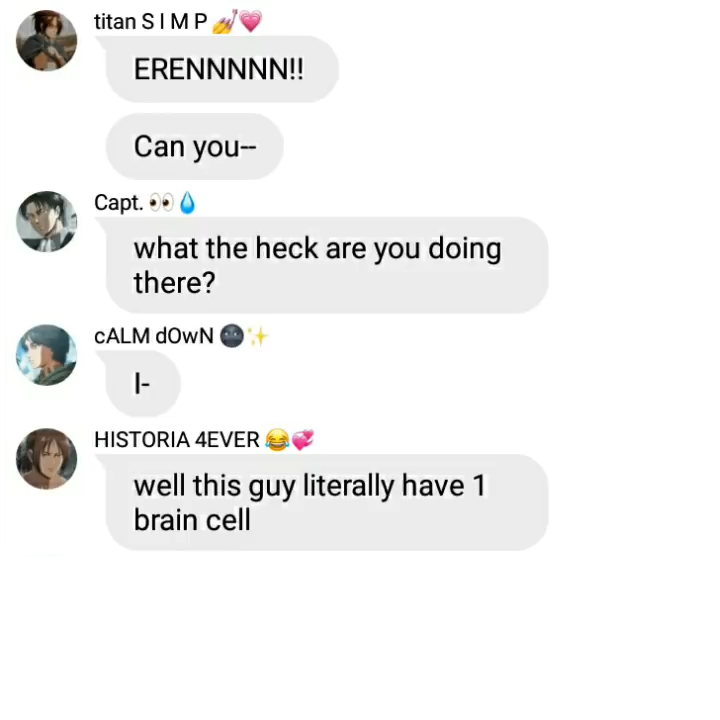 titan S I M P 💅💗
ERENNNNN!!
Can you--
Capt. 👀💧
what the heck are you doing
there?
cALM dOwN 🌚✨
I-
HISTORIA 4EVER 😂💞
well this guy literally have 1
brain cell